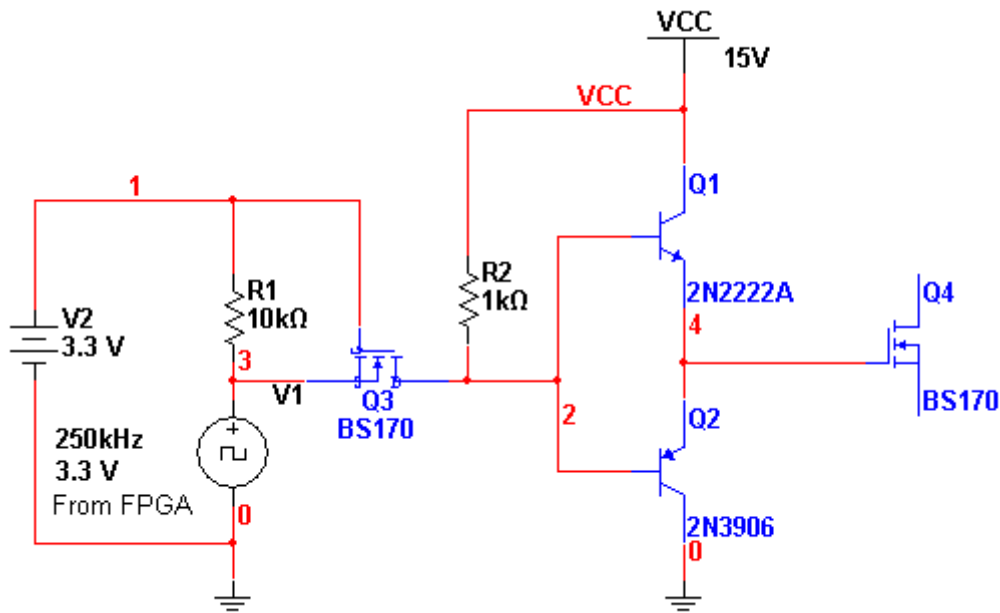 VCC
15V
VCC
1
Q1
R2
1kΩ
2N2222A
R1
10kΩ
Q4
4
V2
3.3 V
3
V1
Q3
BS170
BS170
2
Q2
250kHz
3.3 V
From FPGA
0
2N3906
0